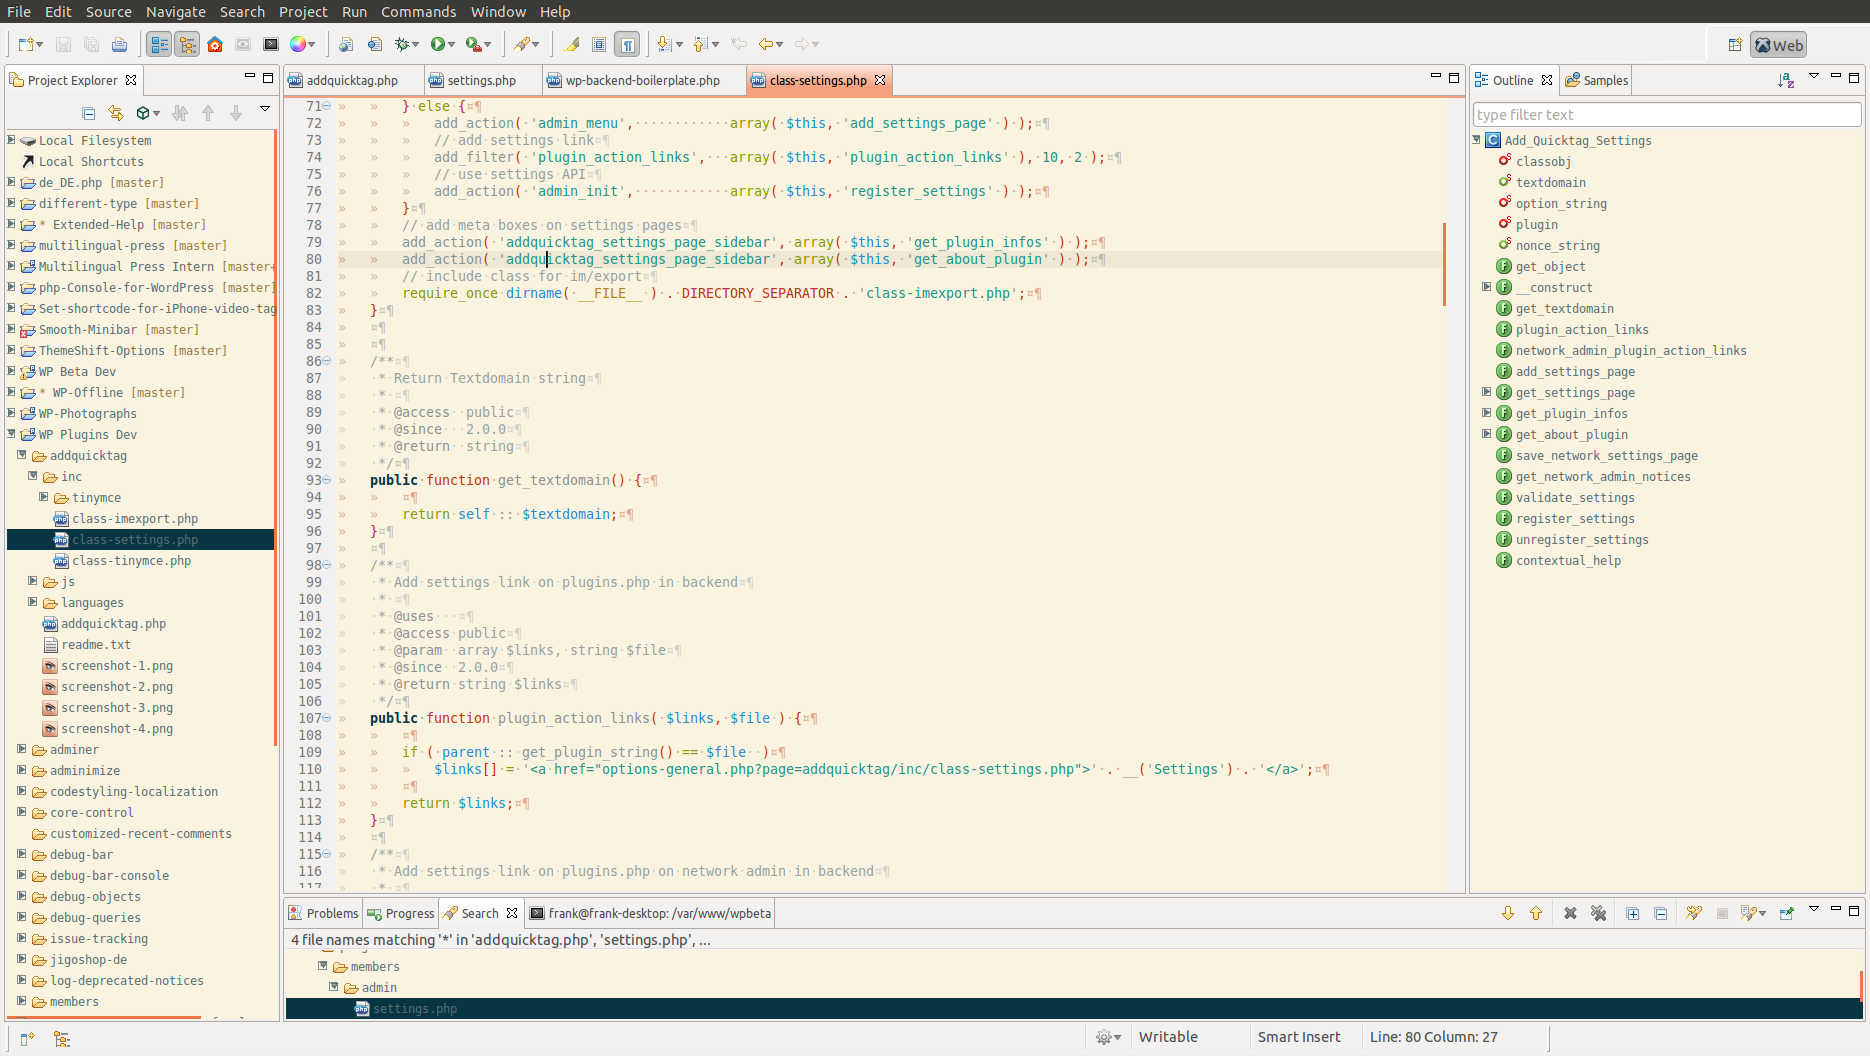 File Edit Source Navigate Search Project Run Commands Window Help
Web
Project Explorer
Local Filesystem
Local Shortcuts
de_DE.php [master]
different-type [master]
* Extended-Help [master]
multilingual-press [master]
Multilingual Press Intern [master
php-Console-for-WordPress [master]
Set-shortcode-for-iPhone-video-tag
Smooth-Minibar [master]
ThemeShift-Options [master]
WP Beta Dev
* WP-Offline [master]
WP-Photographs
WP Plugins Dev
addquicktag
inc
tinymce
class-imexport.php
class-settings.php
class-tinymce.php
js
languages
addquicktag.php
readme.txt
screenshot-1.png
screenshot-2.png
screenshot-3.png
screenshot-4.png
adminer
adminimize
codestyling-localization
core-control
customized-recent-comments
debug-bar
debug-bar-console
debug-objects
debug-queries
issue-tracking
jigoshop-de
log-deprecated-notices
members
addquicktag.php settings.php wp-backend-boilerplate.php class-settings.php
71 } else {
72 add_action( 'admin_menu', array( $this, 'add_settings_page' ) );
73 // add settings link
74 add_filter( 'plugin_action_links', array( $this, 'plugin_action_links' ), 10, 2 );
75 // use settings API
76 add_action( 'admin_init', array( $this, 'register_settings' ) );
77 }
78 // add meta boxes on settings pages
79 add_action( 'addquicktag_settings_page_sidebar', array( $this, 'get_plugin_infos' ) );
80 add_action( 'addquicktag_settings_page_sidebar', array( $this, 'get_about_plugin' ) );
81 // include class for im/export
82 require_once dirname( __FILE__ ) . DIRECTORY_SEPARATOR . 'class-imexport.php';
83 }
84
85
86 /**
87 * Return Textdomain string
88 *
89 * @access public
90 * @since 2.0.0
91 * @return string
92 */
93 public function get_textdomain() {
94
95 return self :: $textdomain;
96 }
97
98 /**
99 * Add settings link on plugins.php in backend
100 *
101 * @uses
102 * @access public
103 * @param array $links, string $file
104 * @since 2.0.0
105 * @return string $links
106 */
107 public function plugin_action_links( $links, $file ) {
108
109 if ( parent :: get_plugin_string() == $file )
110 $links[] = '<a href="options-general.php?page=addquicktag/inc/class-settings.php">' . __('Settings') . '</a>';
111
112 return $links;
113 }
114
115 /**
116 * Add settings link on plugins.php on network admin in backend
117 *
Outline Samples
type filter text
Add_Quicktag_Settings
classobj
textdomain
option_string
plugin
nonce_string
get_object
__construct
get_textdomain
plugin_action_links
network_admin_plugin_action_links
add_settings_page
get_settings_page
get_plugin_infos
get_about_plugin
save_network_settings_page
get_network_admin_notices
validate_settings
register_settings
unregister_settings
contextual_help
Problems Progress Search frank@frank-desktop: /var/www/wpbeta
4 file names matching '*' in 'addquicktag.php', 'settings.php', ...
members
admin
settings.php
Writable Smart Insert Line: 80 Column: 27